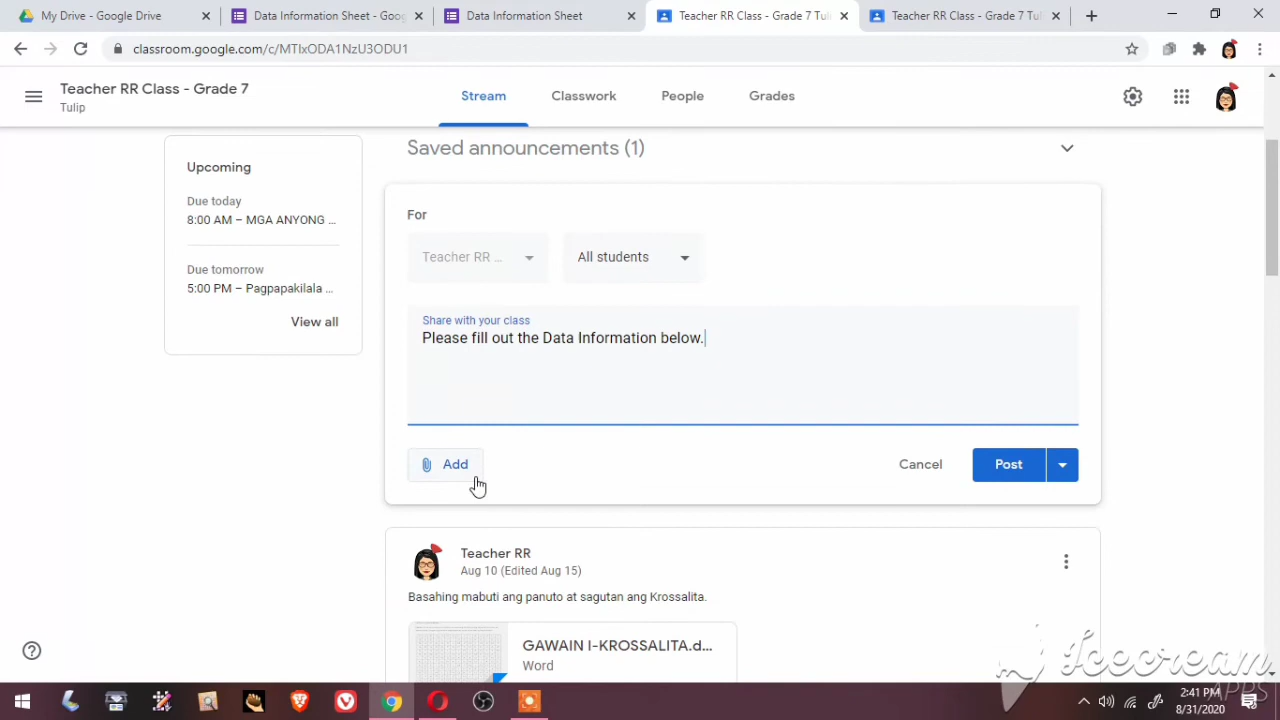 My Drive - Google Drive
Data Information Sheet - Goo
Data Information Sheet
Teacher RR Class - Grade 7 Tuli
Teacher RR Class - Grade 7 Tuli
classroom.google.com/c/MTIxODA1NzU3ODU1
Teacher RR Class - Grade 7
Tulip
Stream
Classwork
People
Grades
Upcoming
Due today
8:00 AM – MGA ANYONG ...
Due tomorrow
5:00 PM – Pagpapakilala ...
View all
Saved announcements (1)
For
Teacher RR ...
All students
Share with your class
Please fill out the Data Information below.
Add
Cancel
Post
Teacher RR
Aug 10 (Edited Aug 15)
Basahing mabuti ang panuto at sagutan ang Krossalita.
GAWAIN I-KROSSALITA.d...
Word
Icecream
APPS
2:41 PM
8/31/2020